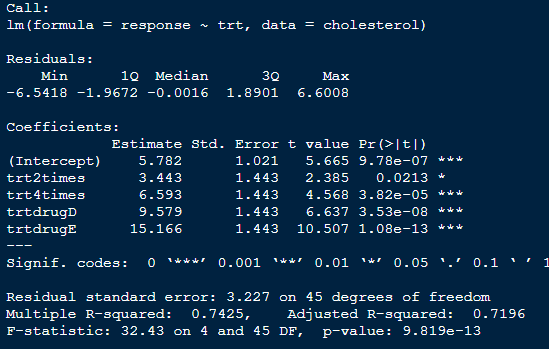 Call:
lm(formula = response ~ trt, data = cholesterol)
Residuals:
Min 1Q Median 3Q Max
-6.5418 -1.9672 -0.0016 1.8901 6.6008
Coefficients:
Estimate Std. Error t value Pr(>|t|)
(Intercept) 5.782 1.021 5.665 9.78e-07 ***
trt2times 3.443 1.443 2.385 0.0213 *
trt4times 6.593 1.443 4.568 3.82e-05 ***
trtdrugD 9.579 1.443 6.637 3.53e-08 ***
trtdrugE 15.166 1.443 10.507 1.08e-13 ***
---
Signif. codes: 0 ‘***’ 0.001 ‘**’ 0.01 ‘*’ 0.05 ‘.’ 0.1 ‘ ’ 1
Residual standard error: 3.227 on 45 degrees of freedom
Multiple R-squared: 0.7425, Adjusted R-squared: 0.7196
F-statistic: 32.43 on 4 and 45 DF, p-value: 9.819e-13